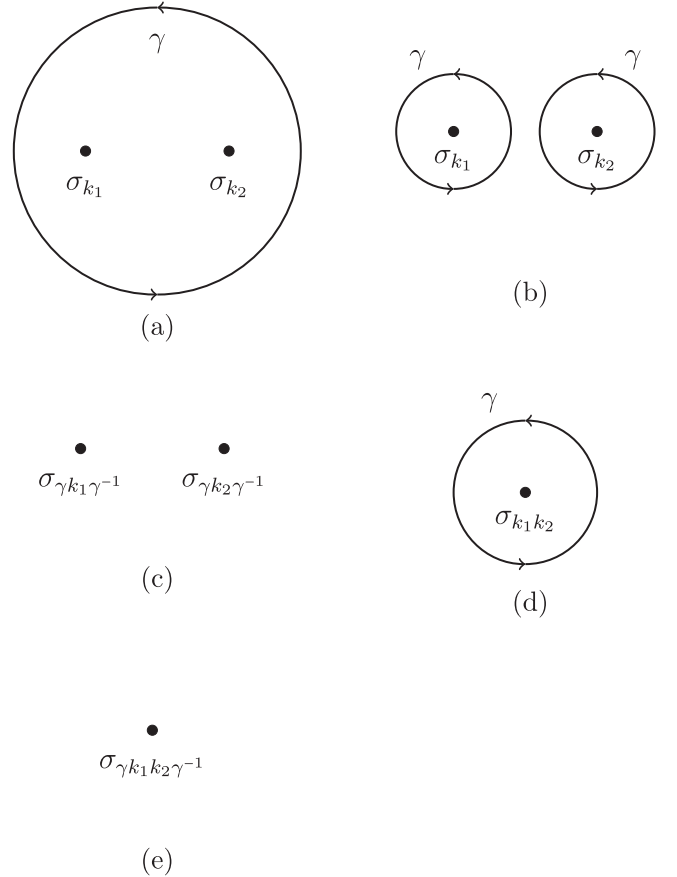 γ
γ
γ
σ_{k_1}
σ_{k_2}
σ_{k_1}
σ_{k_2}
(a)
(b)
σ_{γk_1γ^{-1}}
σ_{γk_2γ^{-1}}
γ
σ_{k_1k_2}
(c)
(d)
σ_{γk_1k_2γ^{-1}}
(e)